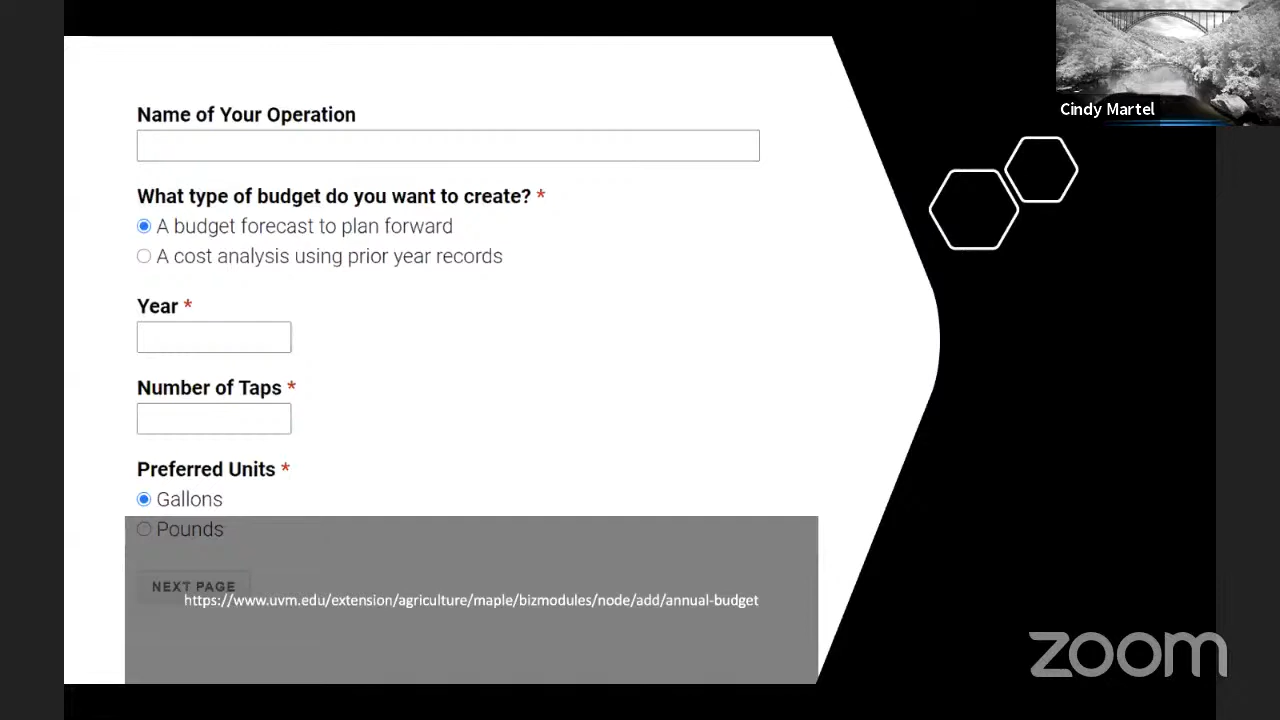 Cindy Martel
Name of Your Operation
What type of budget do you want to create? *
A budget forecast to plan forward
A cost analysis using prior year records
Year *
Number of Taps *
Preferred Units *
Gallons
Pounds
NEXT PAGE
https://www.uvm.edu/extension/agriculture/maple/bizmodules/node/add/annual-budget
zoom